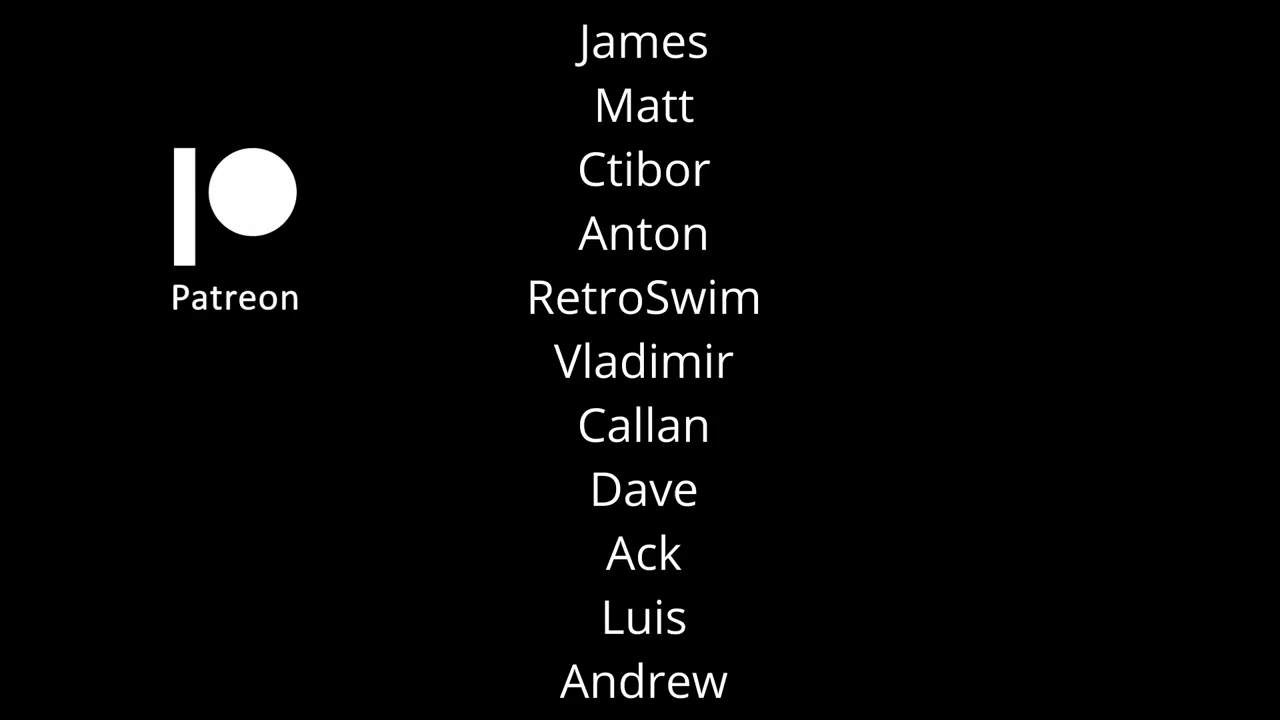 Patreon
James
Matt
Ctibor
Anton
RetroSwim
Vladimir
Callan
Dave
Ack
Luis
Andrew